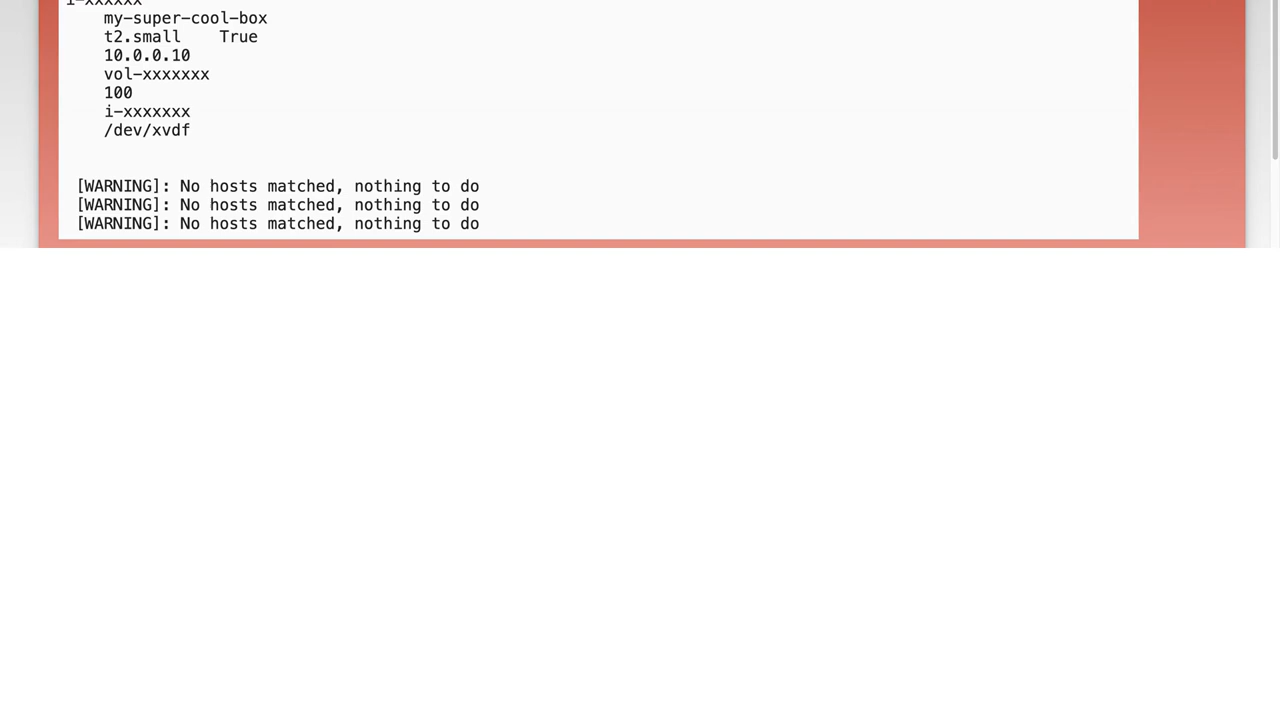 i-xxxxxx
my-super-cool-box
t2.small    True
10.0.0.10
vol-xxxxxxx
100
i-xxxxxxx
/dev/xvdf
[WARNING]: No hosts matched, nothing to do
[WARNING]: No hosts matched, nothing to do
[WARNING]: No hosts matched, nothing to do